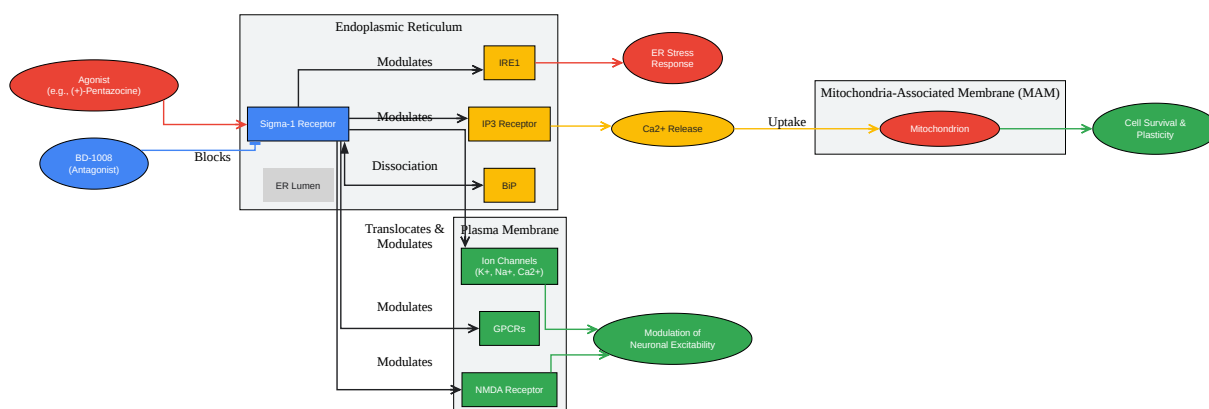 Endoplasmic Reticulum
Agonist
(e.g., (+)-Pentazocine)
BD-1008
(Antagonist)
Blocks
Sigma-1 Receptor
ER Lumen
Modulates
IRE1
ER Stress
Response
Modulates
IP3 Receptor
Ca2+ Release
Uptake
Mitochondria-Associated Membrane (MAM)
Mitochondrion
Cell Survival &
Plasticity
Dissociation
BiP
Translocates &
Modulates
Plasma Membrane
Ion Channels
(K+, Na+, Ca2+)
Modulates
GPCRs
Modulation of
Neuronal Excitability
Modulates
NMDA Receptor